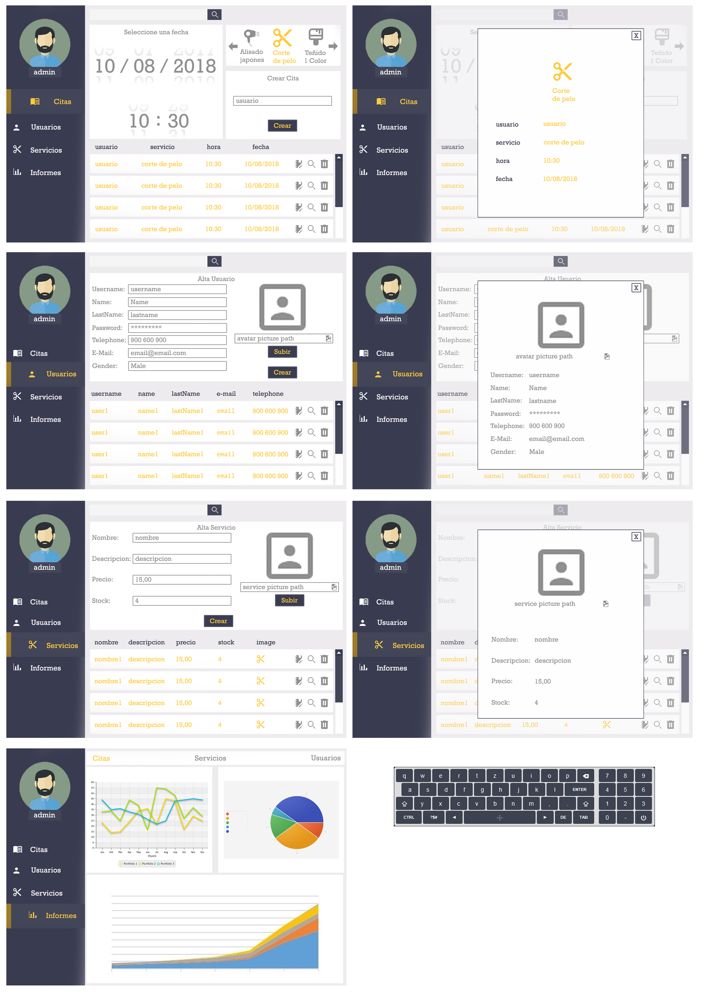 Seleccione una fecha
09 07 2017
10 / 08 / 2018
11 09 2019
09 29
10 : 30
11 31
Alisado japones
Corte de pelo
Teñido 1 Color
Crear Cita
usuario
Crear
admin
Citas
Usuarios
Servicios
Informes
usuario servicio hora fecha
usuario corte de pelo 10:30 10/08/2018
usuario corte de pelo 10:30 10/08/2018
usuario corte de pelo 10:30 10/08/2018
usuario corte de pelo 10:30 10/08/2018
admin
Citas
Usuarios
Servicios
Informes
Se
09
10 /
11
Teñido
1 Color
X
Corte
de pelo
usuario usuario
servicio corte de pelo
hora 10:30
fecha 10/08/2018
usuario
usuario
usuario
usuario
usuario corte de pelo 10:30 10/08/2018
admin
Citas
Usuarios
Servicios
Informes
Alta Usuario
Username: username
Name: Name
LastName: lastname
Password: *********
Telephone: 900 600 900
E-Mail: email@email.com
Gender: Male
avatar picture path
Subir
Crear
username name lastName e-mail telephone
user1 name1 lastName1 email 900 600 900
user1 name1 lastName1 email 900 600 900
user1 name1 lastName1 email 900 600 900
user1 name1 lastName1 email 900 600 900
admin
Citas
Usuarios
Servicios
Informes
Alta Usuario
Username:
Name:
LastName:
Password:
Telephone:
E-Mail:
Gender:
X
avatar picture path
Username: username
Name: Name
LastName: lastname
Password: *********
Telephone: 900 600 900
E-Mail: email@email.com
Gender: Male
username
user1
user1
user1
user1 name1 lastName1 email 900 600 900
admin
Citas
Usuarios
Servicios
Informes
Alta Servicio
Nombre: nombre
Descripcion: descripcion
Precio: 15,00
Stock: 4
service picture path
Subir
Crear
nombre descripcion precio stock image
nombre1 descripcion 15,00 4
nombre1 descripcion 15,00 4
nombre1 descripcion 15,00 4
nombre1 descripcion 15,00 4
admin
Citas
Usuarios
Servicios
Informes
Alta Servicio
Nombre:
Descripcion:
Precio:
Stock:
th
X
service picture path
Nombre: nombre
Descripcion: descripcion
Precio: 15,00
Stock: 4
nombre d
nombre1 d
nombre1 d
nombre1 d
nombre1 descripcion 15,00 4
admin
Citas
Usuarios
Servicios
Informes
Citas Servicios Usuarios
60
55
50
45
40
35
30
25
20
15
10
5
0
Jan Feb Mar Apr May Jun Jul Aug Sep Oct Nov Dec
Month
Portfolio 1 Portfolio 2 Portfolio 3
q w e r t z u i o p 7 8 9
a s d f g h j k l ENTER 4 5 6
y x c v b n m , . 1 2 3
CTRL ?$# ◄ ► DE TAB 0 -